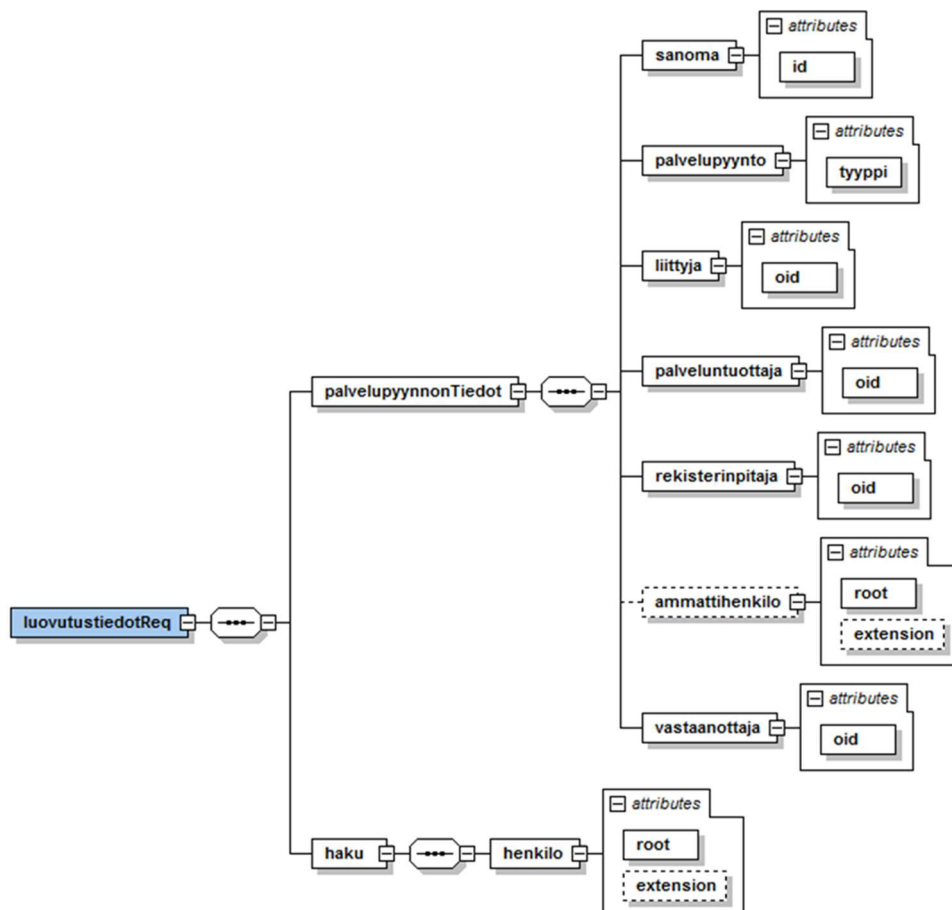 attributes
sanoma
id
attributes
palvelupyynto
tyyppi
attributes
liittyja
oid
attributes
palvelupyynnonTiedot
palveluntuottaja
oid
attributes
rekisterinpitaja
oid
attributes
luovutustiedotReq
ammattihenkilo
root
extension
attributes
vastaanottaja
oid
attributes
haku
henkilo
root
extension